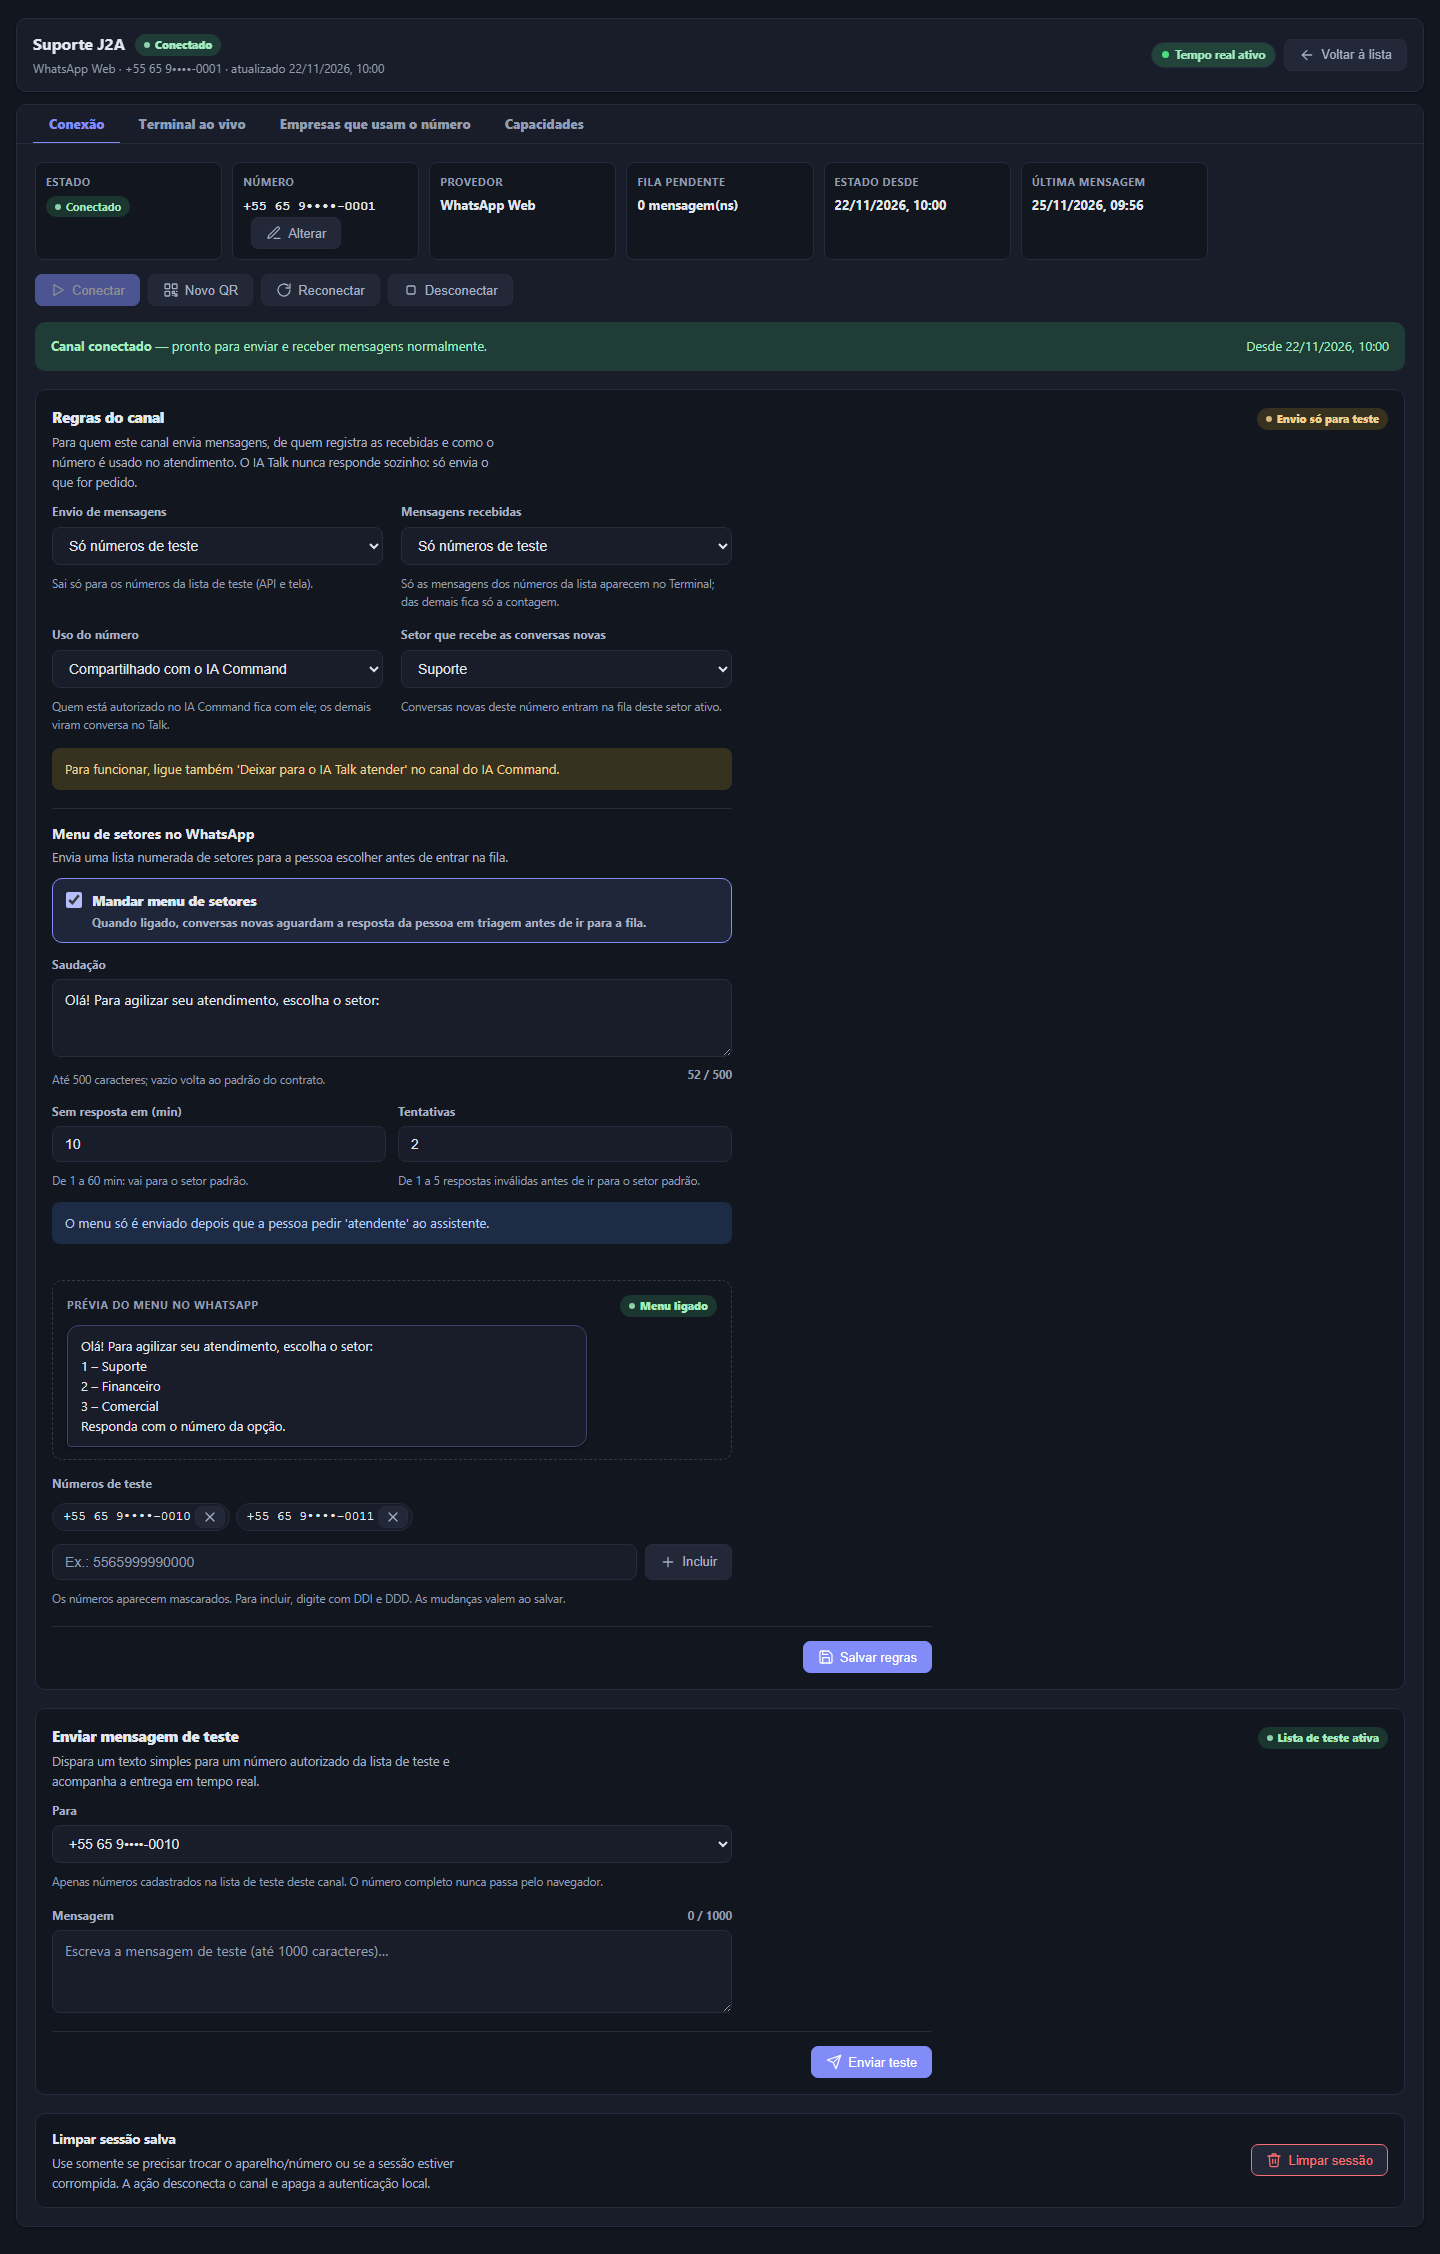 Suporte J2A
Conectado
WhatsApp Web · +55 65 9••••-0001 · atualizado 22/11/2026, 10:00
Tempo real ativo
Voltar à lista
Conexão
Terminal ao vivo
Empresas que usam o número
Capacidades
ESTADO
Conectado
NÚMERO
+55 65 9••••-0001
Alterar
PROVEDOR
WhatsApp Web
FILA PENDENTE
0 mensagem(ns)
ESTADO DESDE
22/11/2026, 10:00
ÚLTIMA MENSAGEM
25/11/2026, 09:56
Conectar
Novo QR
Reconectar
Desconectar
Canal conectado — pronto para enviar e receber mensagens normalmente.
Desde 22/11/2026, 10:00
Regras do canal
Envio só para teste
Para quem este canal envia mensagens, de quem registra as recebidas e como o
número é usado no atendimento. O IA Talk nunca responde sozinho: só envia o
que for pedido.
Envio de mensagens
Mensagens recebidas
Só números de teste
Só números de teste
Sai só para os números da lista de teste (API e tela).
Só as mensagens dos números da lista aparecem no Terminal;
das demais fica só a contagem.
Uso do número
Setor que recebe as conversas novas
Compartilhado com o IA Command
Suporte
Quem está autorizado no IA Command fica com ele; os demais
viram conversa no Talk.
Conversas novas deste número entram na fila deste setor ativo.
Para funcionar, ligue também 'Deixar para o IA Talk atender' no canal do IA Command.
Menu de setores no WhatsApp
Envia uma lista numerada de setores para a pessoa escolher antes de entrar na fila.
Mandar menu de setores
Quando ligado, conversas novas aguardam a resposta da pessoa em triagem antes de ir para a fila.
Saudação
Olá! Para agilizar seu atendimento, escolha o setor:
Até 500 caracteres; vazio volta ao padrão do contrato.
52 / 500
Sem resposta em (min)
Tentativas
10
2
De 1 a 60 min: vai para o setor padrão.
De 1 a 5 respostas inválidas antes de ir para o setor padrão.
O menu só é enviado depois que a pessoa pedir 'atendente' ao assistente.
PRÉVIA DO MENU NO WHATSAPP
Menu ligado
Olá! Para agilizar seu atendimento, escolha o setor:
1 – Suporte
2 – Financeiro
3 – Comercial
Responda com o número da opção.
Números de teste
+55 65 9••••-0010
+55 65 9••••-0011
Ex.: 5565999990000
Incluir
Os números aparecem mascarados. Para incluir, digite com DDI e DDD. As mudanças valem ao salvar.
Salvar regras
Enviar mensagem de teste
Lista de teste ativa
Dispara um texto simples para um número autorizado da lista de teste e
acompanha a entrega em tempo real.
Para
+55 65 9••••-0010
Apenas números cadastrados na lista de teste deste canal. O número completo nunca passa pelo navegador.
Mensagem
0 / 1000
Escreva a mensagem de teste (até 1000 caracteres)...
Enviar teste
Limpar sessão salva
Use somente se precisar trocar o aparelho/número ou se a sessão estiver
corrompida. A ação desconecta o canal e apaga a autenticação local.
Limpar sessão